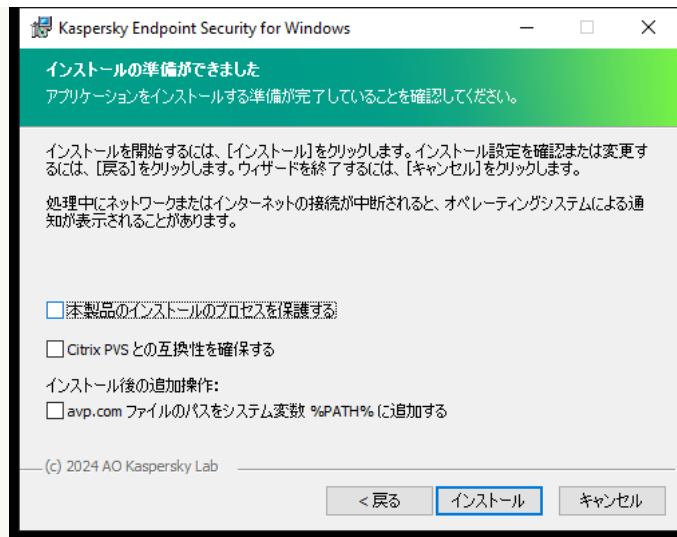 Kaspersky Endpoint Security for Windows
インストールの準備ができました
アプリケーションをインストールする準備が完了していることを確認してください。
インストールを開始するには、[インストール]をクリックします。インストール設定を確認または変更す
るには、[戻る]をクリックします。ウィザードを終了するには、[キャンセル]をクリックします。
処理中にネットワークまたはインターネットの接続が中断されると、オペレーティングシステムによる通
知が表示されることがあります。
本製品のインストールのプロセスを保護する
Citrix PVS との互換性を確保する
インストール後の追加操作:
avp.com ファイルのパスをシステム変数 %PATH% に追加する
(c) 2024 AO Kaspersky Lab
< 戻る インストール キャンセル